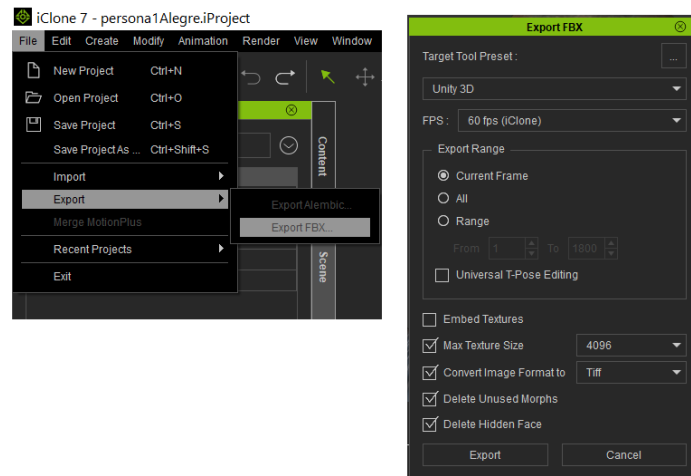 iClone 7 - persona1Alegre.iProject
File Edit Create Modify Animation Render View Window
New Project Ctrl+N
Open Project Ctrl+O
Save Project Ctrl+S
Save Project As ... Ctrl+Shift+S
Import
Export
Merge MotionPlus
Recent Projects
Exit
Export Alembic...
Export FBX...
Content
Scene
Export FBX
Target Tool Preset :
...
Unity 3D
FPS : 60 fps (iClone)
Export Range
Current Frame
All
Range
From 1 To 1800
Universal T-Pose Editing
Embed Textures
Max Texture Size 4096
Convert Image Format to Tiff
Delete Unused Morphs
Delete Hidden Face
Export Cancel